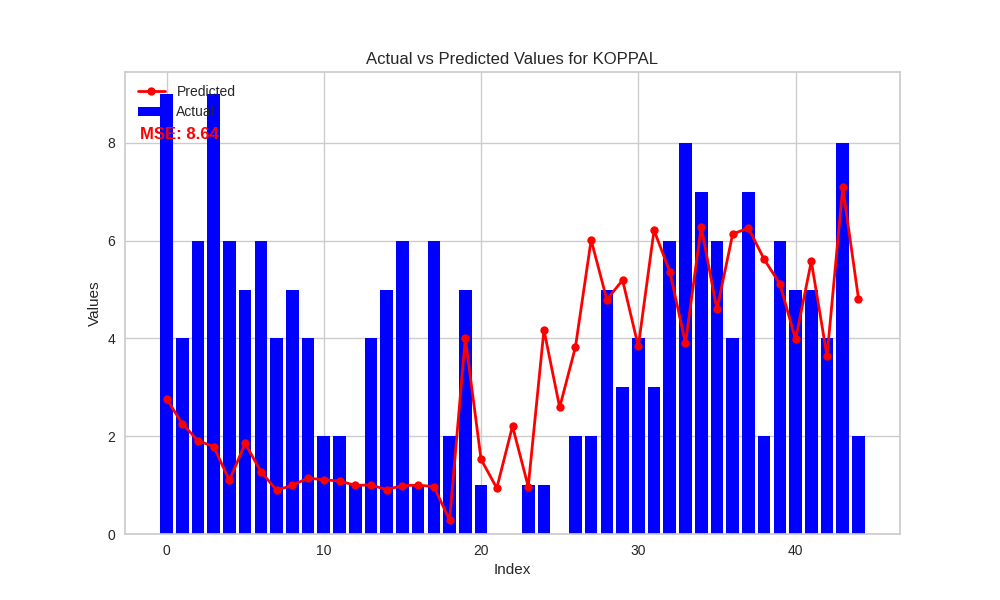 Actual vs Predicted Values for KOPPAL
Predicted
Actual
MSE: 8.64
Values
8
6
4
2
0
0 10 20 30 40
Index